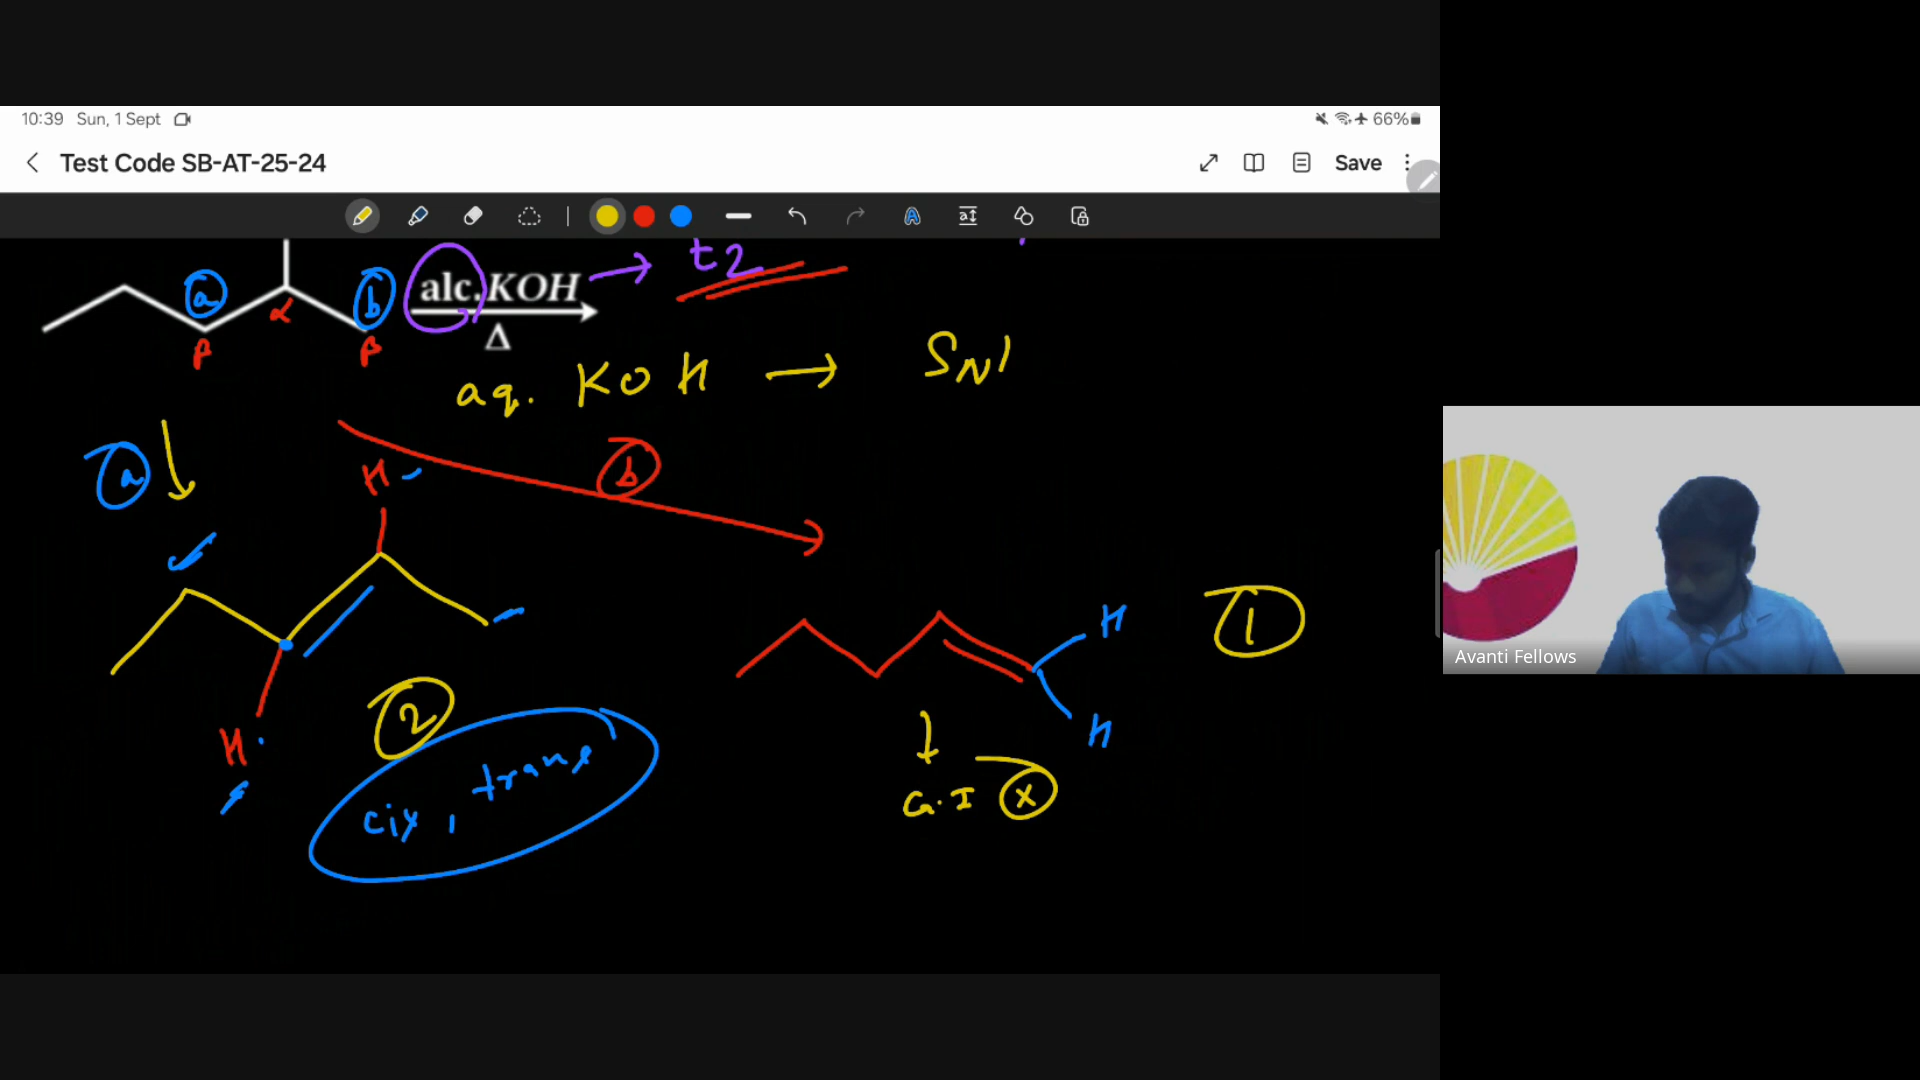 10:39 Sun, 1 Sept 66%
Test Code SB-AT-25-24 Save
a α b alc. KOH → t2
β β Δ
aq. KOH → SN1
a H b
H H 1
H 2 H
cis, trans G.I X
Avanti Fellows